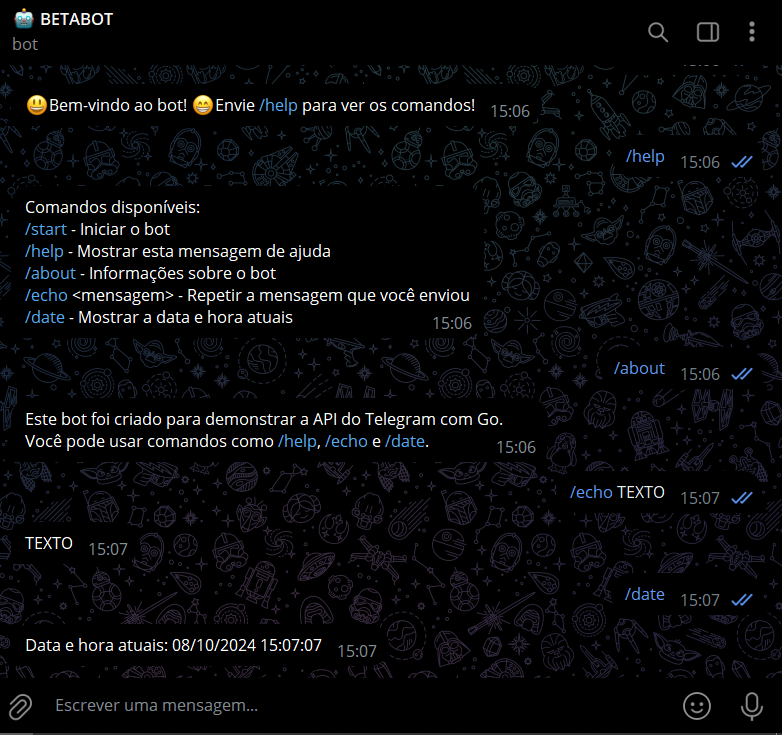 🤖 BETABOT
bot
😃Bem-vindo ao bot! 😁Envie /help para ver os comandos! 15:06
/help 15:06
Comandos disponíveis:
/start - Iniciar o bot
/help - Mostrar esta mensagem de ajuda
/about - Informações sobre o bot
/echo <mensagem> - Repetir a mensagem que você enviou
/date - Mostrar a data e hora atuais 15:06
/about 15:06
Este bot foi criado para demonstrar a API do Telegram com Go.
Você pode usar comandos como /help, /echo e /date. 15:06
/echo TEXTO 15:07
TEXTO 15:07
/date 15:07
Data e hora atuais: 08/10/2024 15:07:07 15:07
Escrever uma mensagem...